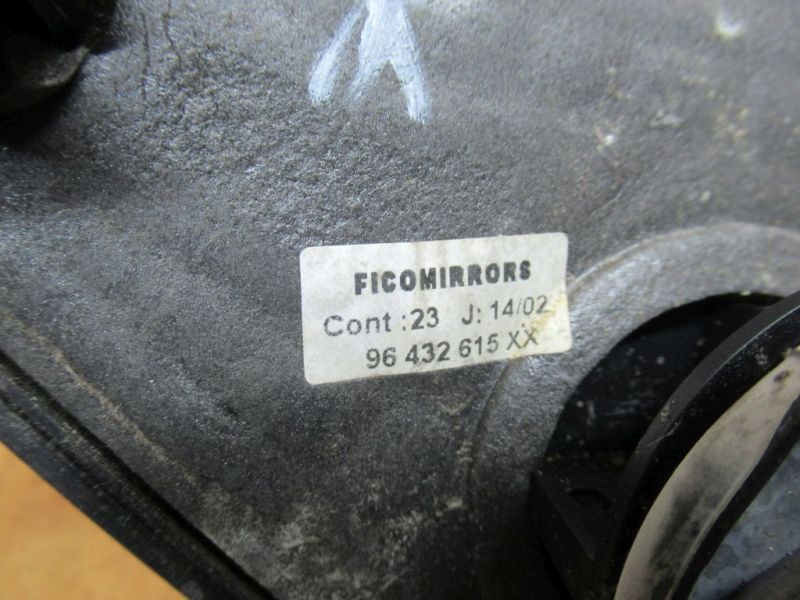 FICOMIRRORS
Cont :23 J: 14/02
96 432 615 XX